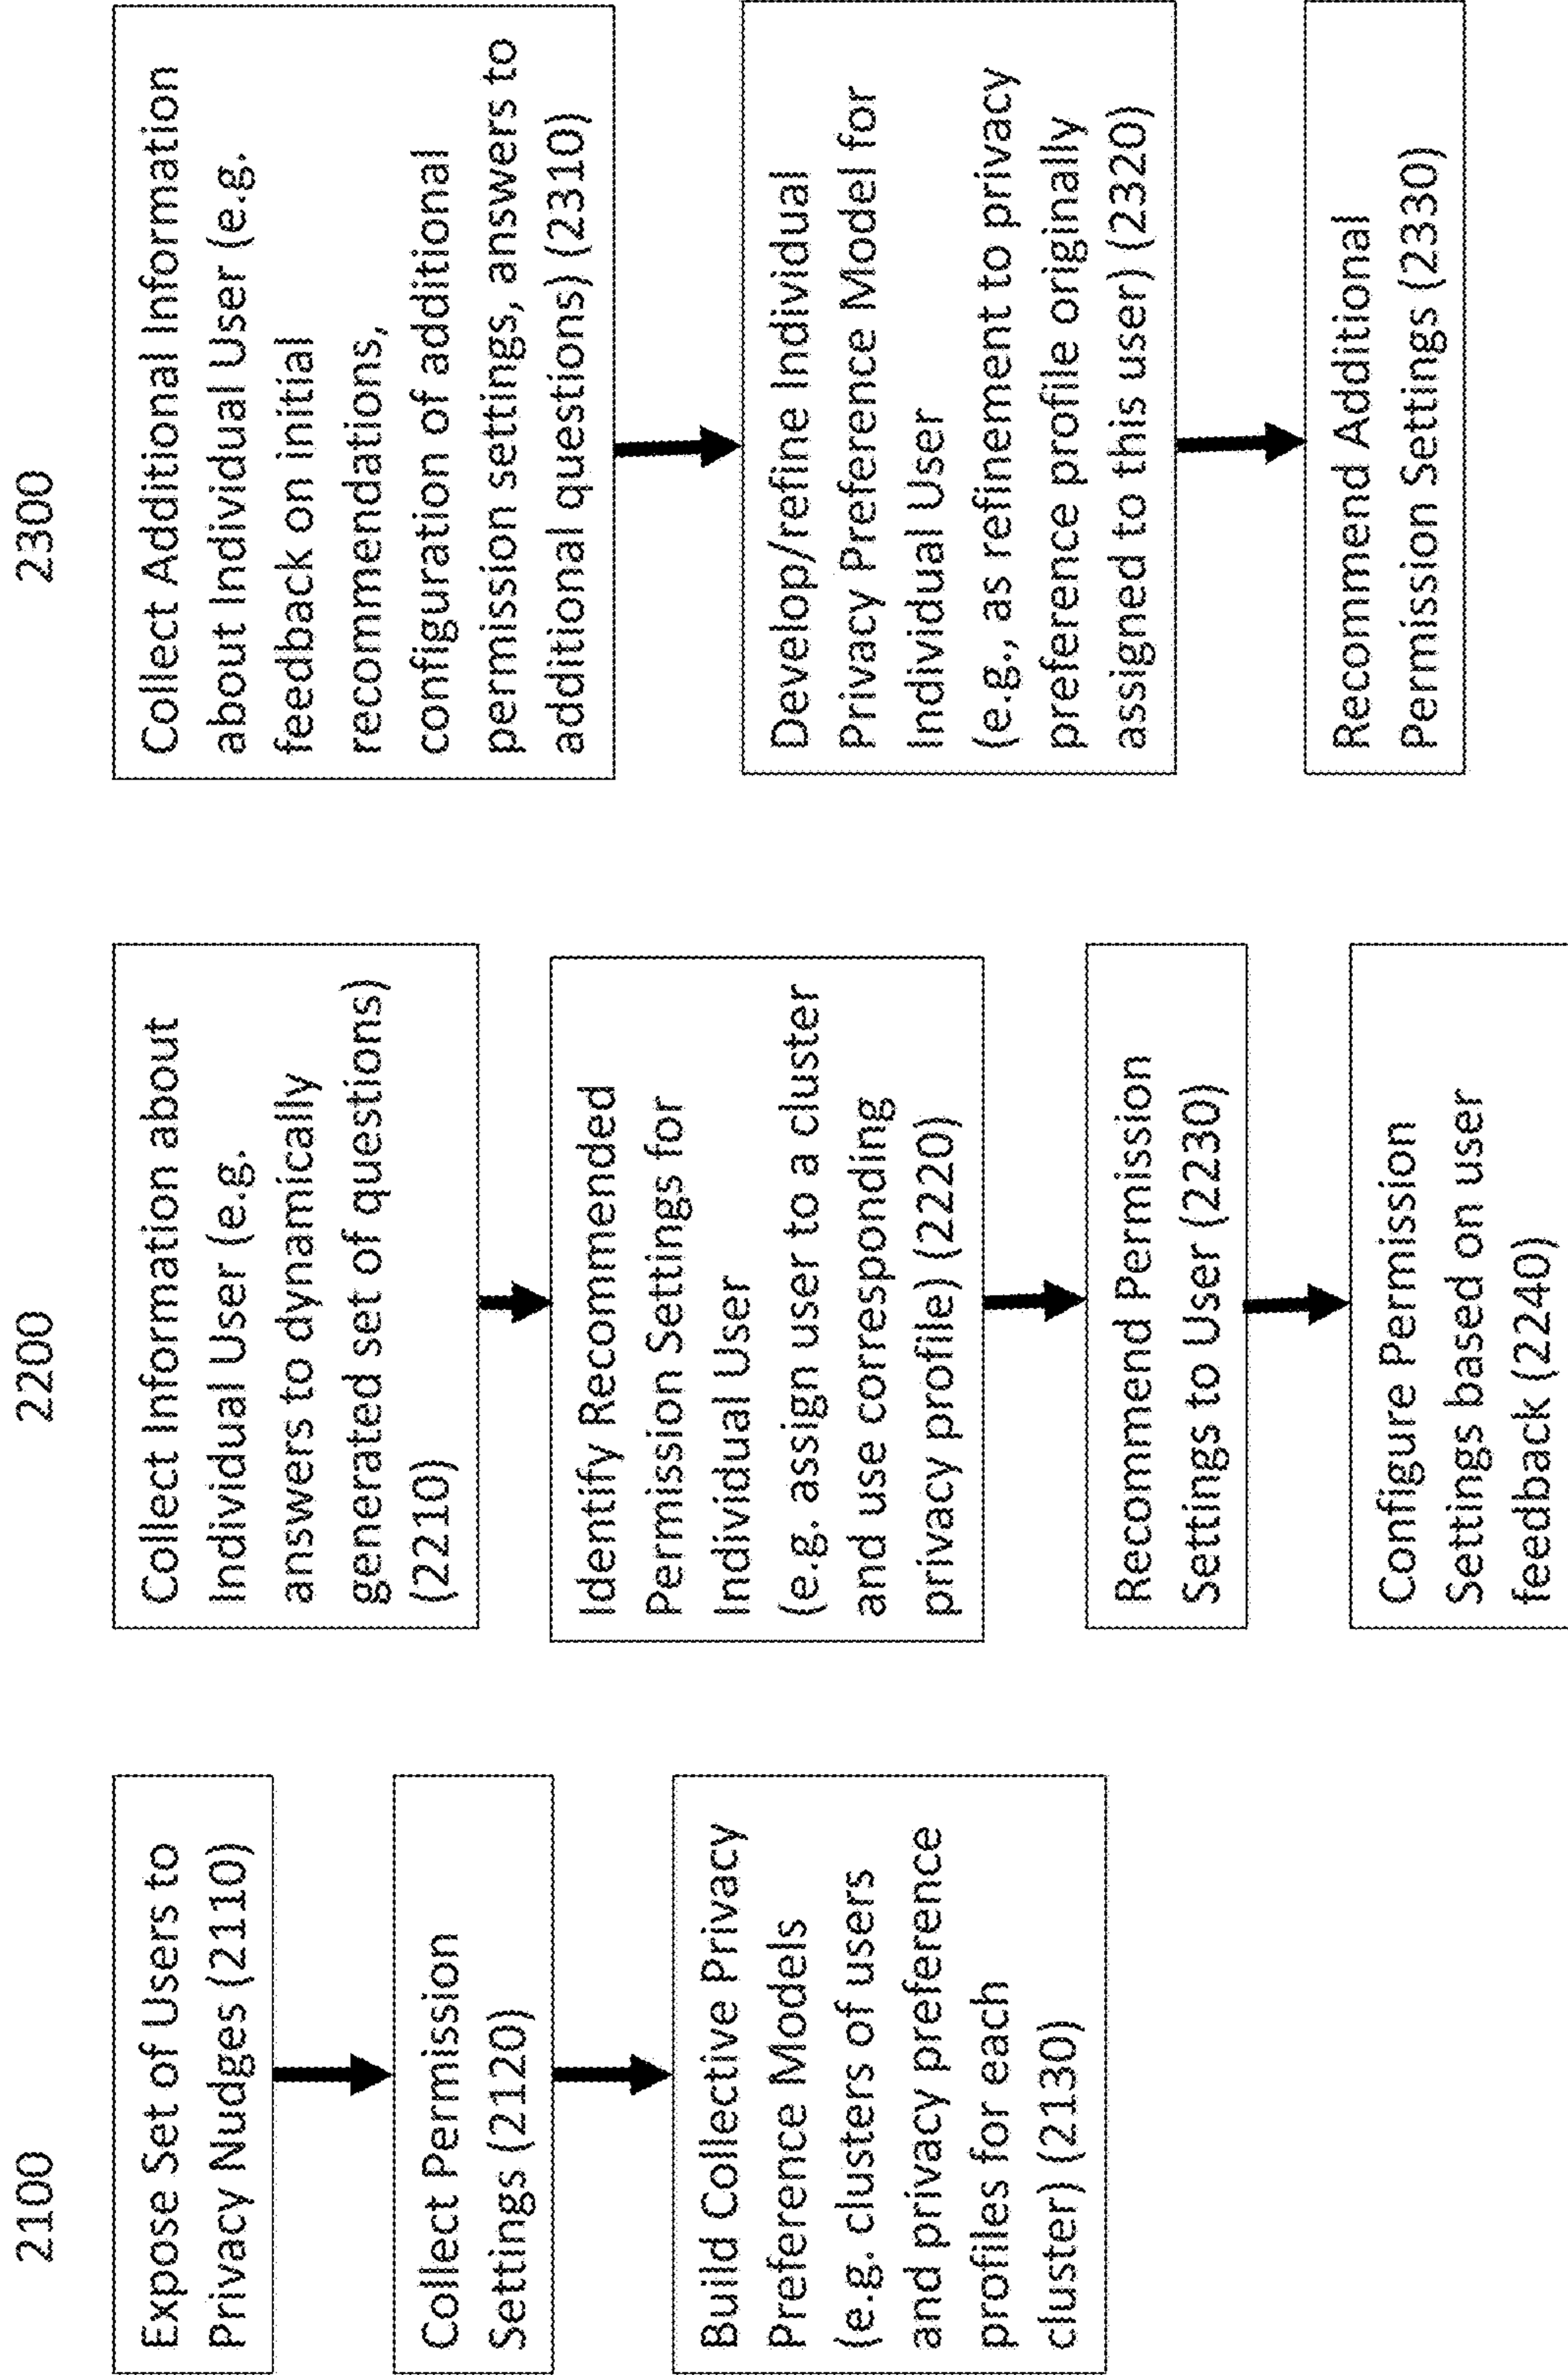 2100
Expose Set of Users to
Privacy Nudges (2110)
Collect Permission
Settings (2120)
Build Collective Privacy
Preference Models
(e.g. clusters of users
and privacy preference
profiles for each
cluster) (2130)
2200
Collect Information about
Individual User (e.g.
answers to dynamically
generated set of questions)
(2210)
Identify Recommended
Permission Settings for
Individual User
(e.g. assign user to a cluster
and use corresponding
privacy profile) (2220)
Recommend Permission
Settings to User (2230)
Configure Permission
Settings based on user
feedback (2240)
2300
Collect Additional Information
about Individual User (e.g.
feedback on initial
recommendations,
configuration of additional
permission settings, answers to
additional questions) (2310)
Develop/refine Individual
Privacy Preference Model for
Individual User
(e.g., as refinement to privacy
preference profile originally
assigned to this user) (2320)
Recommend Additional
Permission Settings (2330)